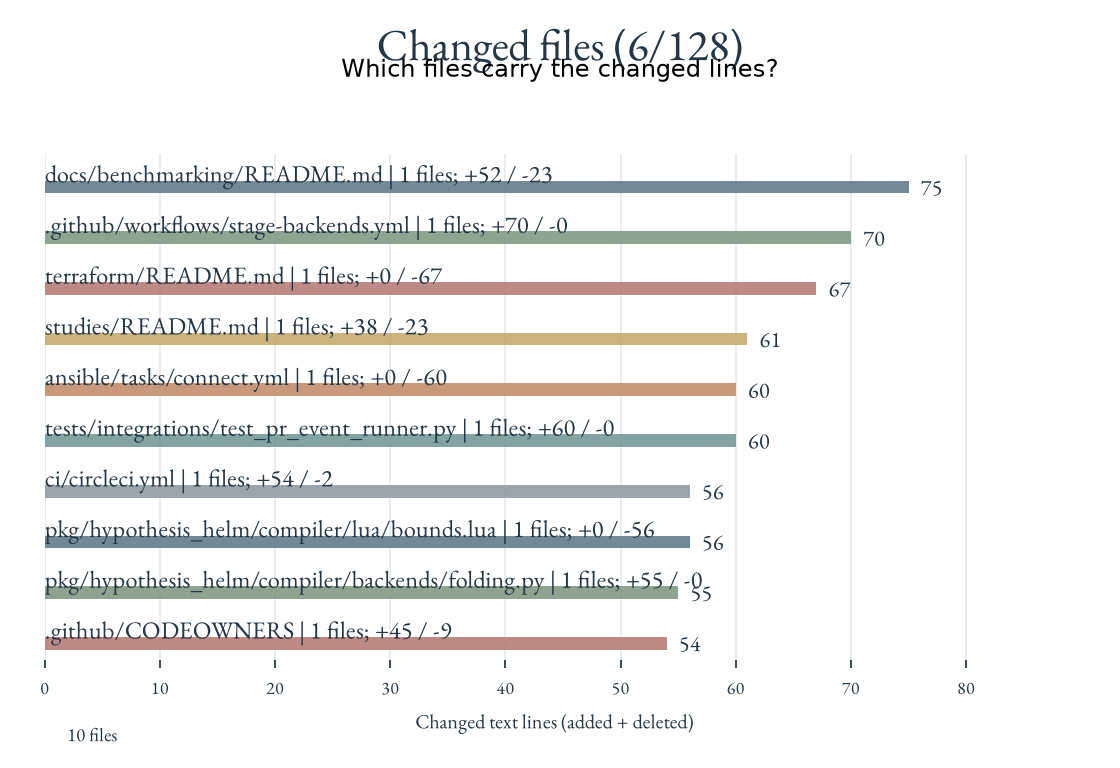 Changed files (6/128)
Which files carry the changed lines?
docs/benchmarking/README.md | 1 files; +52 / -23
75
.github/workflows/stage-backends.yml | 1 files; +70 / -0
70
terraform/README.md | 1 files; +0 / -67
67
studies/README.md | 1 files; +38 / -23
61
ansible/tasks/connect.yml | 1 files; +0 / -60
60
tests/integrations/test_pr_event_runner.py | 1 files; +60 / -0
60
ci/circleci.yml | 1 files; +54 / -2
56
pkg/hypothesis_helm/compiler/lua/bounds.lua | 1 files; +0 / -56
56
pkg/hypothesis_helm/compiler/backends/folding.py | 1 files; +55 / -0
55
.github/CODEOWNERS | 1 files; +45 / -9
54
0 10 20 30 40 50 60 70 80
Changed text lines (added + deleted)
10 files